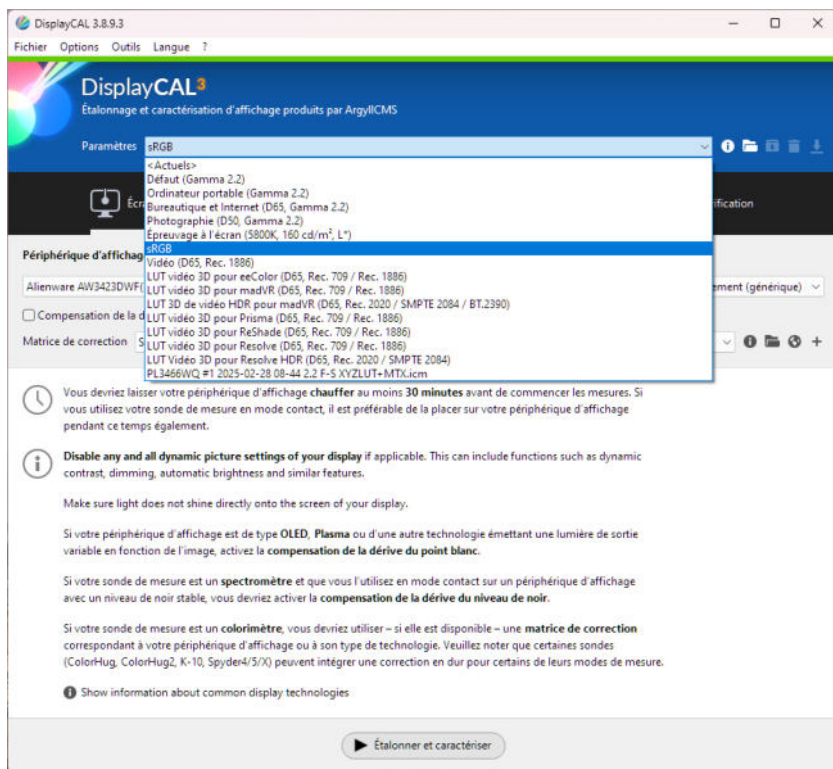 DisplayCAL 3.8.9.3
Fichier Options Outils Langue ?
DisplayCAL3
Étalonnage et caractérisation d'affichage produits par ArgyllCMS
Paramètres sRGB
<Actuels>
Défaut (Gamma 2.2)
Ordinateur portable (Gamma 2.2)
Bureautique et Internet (D65, Gamma 2.2)
Photographie (D50, Gamma 2.2)
Épreuvage à l'écran (5800K, 160 cd/m², L*)
sRGB
Vidéo (D65, Rec. 1886)
LUT vidéo 3D pour eeColor (D65, Rec. 709 / Rec. 1886)
LUT vidéo 3D pour madVR (D65, Rec. 709 / Rec. 1886)
LUT 3D de vidéo HDR pour madVR (D65, Rec. 2020 / SMPTE 2084 / BT.2390)
LUT vidéo 3D pour Prisma (D65, Rec. 709 / Rec. 1886)
LUT vidéo 3D pour ReShade (D65, Rec. 709 / Rec. 1886)
LUT vidéo 3D pour Resolve (D65, Rec. 709 / Rec. 1886)
LUT Vidéo 3D pour Resolve HDR (D65, Rec. 2020 / SMPTE 2084)
PL3466WQ #1 2025-02-28 08-44 2.2 F-S XYZLUT+MTX.icm
Écr ification
Périphérique d'affichag
Alienware AW3423DWF( ement (générique)
Compensation de la d
Matrice de correction S
Vous devriez laisser votre périphérique d'affichage chauffer au moins 30 minutes avant de commencer les mesures. Si
vous utilisez votre sonde de mesure en mode contact, il est préférable de la placer sur votre périphérique d'affichage
pendant ce temps également.
Disable any and all dynamic picture settings of your display if applicable. This can include functions such as dynamic
contrast, dimming, automatic brightness and similar features.
Make sure light does not shine directly onto the screen of your display.
Si votre périphérique d'affichage est de type OLED, Plasma ou d'une autre technologie émettant une lumière de sortie
variable en fonction de l'image, activez la compensation de la dérive du point blanc.
Si votre sonde de mesure est un spectromètre et que vous l'utilisez en mode contact sur un périphérique d'affichage
avec un niveau de noir stable, vous devriez activer la compensation de la dérive du niveau de noir.
Si votre sonde de mesure est un colorimètre, vous devriez utiliser – si elle est disponible – une matrice de correction
correspondant à votre périphérique d'affichage ou à son type de technologie. Veuillez noter que certaines sondes
(ColorHug, ColorHug2, K-10, Spyder4/5/X) peuvent intégrer une correction en dur pour certains de leurs modes de mesure.
Show information about common display technologies
Étalonner et caractériser